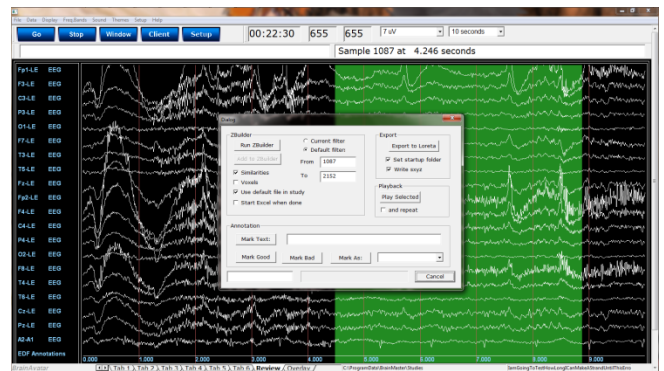 File Data Display FreqBands Sound Themes Setup Help
Go Stop Window Client Setup 00:22:30 655 655 7 uV 10 seconds
Sample 1087 at 4.246 seconds
Fp1-LE EEG
F3-LE EEG
C3-LE EEG
P3-LE EEG
O1-LE EEG
F7-LE EEG
T3-LE EEG
T5-LE EEG
Fz-LE EEG
Fp2-LE EEG
F4-LE EEG
C4-LE EEG
P4-LE EEG
O2-LE EEG
F8-LE EEG
T4-LE EEG
T6-LE EEG
Cz-LE EEG
Pz-LE EEG
A2-A1 EEG
EDF Annotations
Dialog
ZBuilder
Run ZBuilder
Add to ZBuilder
Current filter
Default filters
From 1087
To 2152
Similarities
Voxels
Use default file in study
Start Excel when done
Export
Export to Loreta
Set startup folder
Write sxyz
Playback
Play Selected
and repeat
Annotation
Mark Text:
Mark Good Mark Bad Mark As:
Cancel
0.000 1.000 2.000 3.000 4.000 5.000 6.000 7.000 8.000 9.000
BrainAvatar Tab 1 Tab 2 Tab 3 Tab 4 Tab 5 Tab 6 Review Overlay C:\ProgramData\BrainMaster\Studies